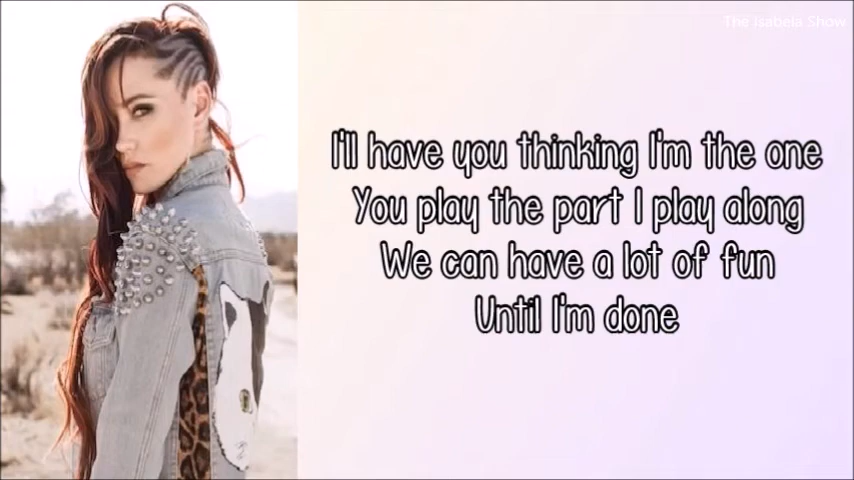 The Isabela Show
I'll have you thinking I'm the one
You play the part I play along
We can have a lot of fun
Until I'm done